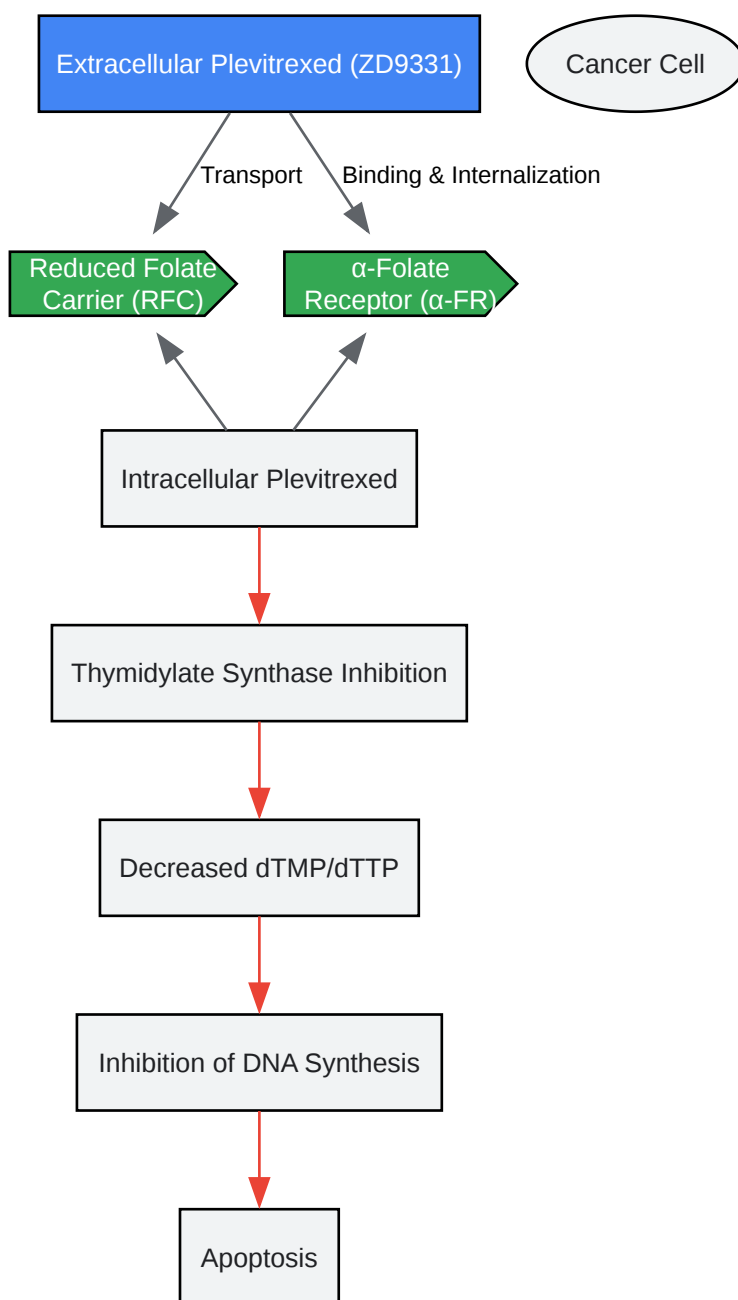 Extracellular Plevitrexed (ZD9331)
Cancer Cell
Transport
Binding & Internalization
Reduced Folate
Carrier (RFC)
α-Folate
Receptor (α-FR)
Intracellular Plevitrexed
Thymidylate Synthase Inhibition
Decreased dTMP/dTTP
Inhibition of DNA Synthesis
Apoptosis